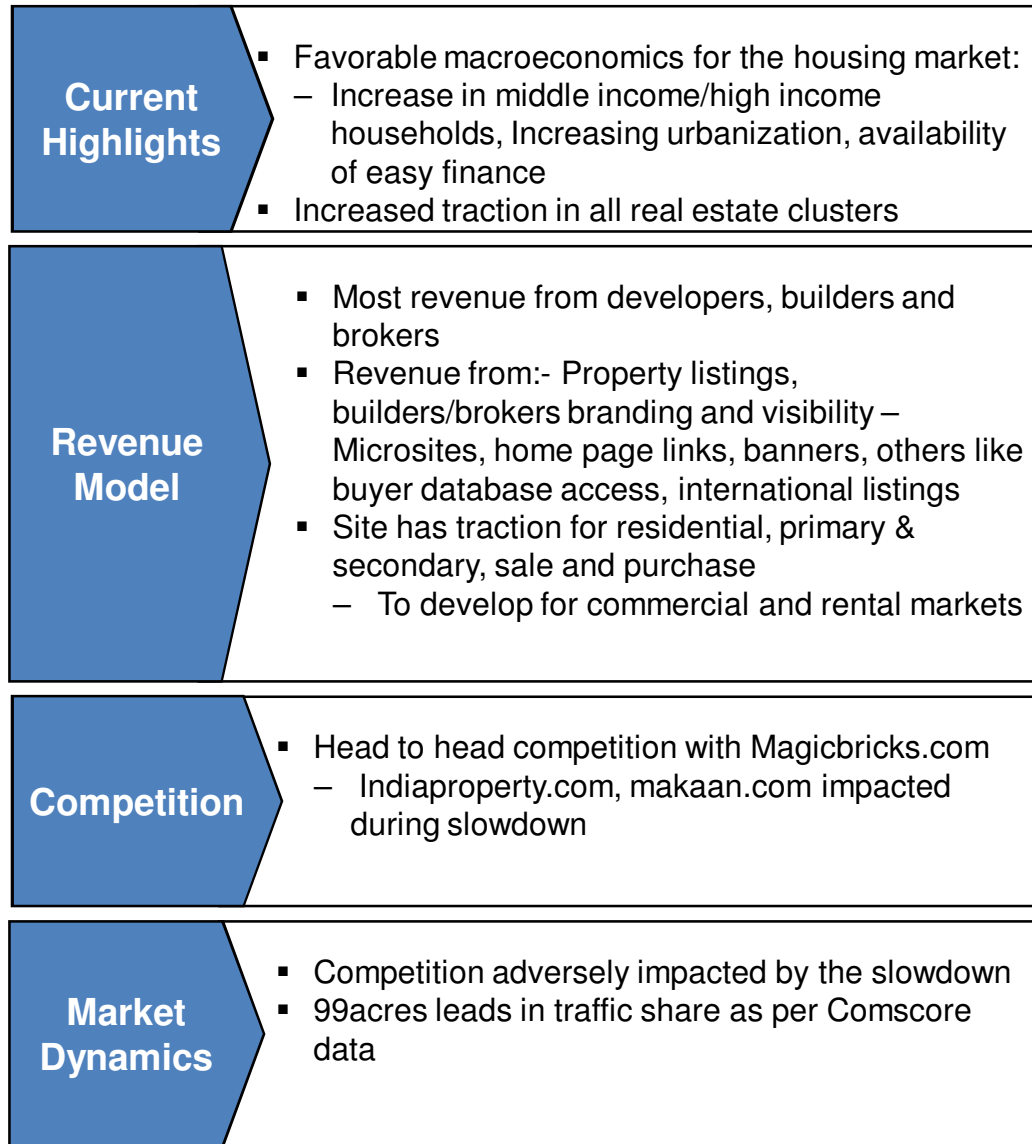 Current
Highlights
▪ Favorable macroeconomics for the housing market:
– Increase in middle income/high income
households, Increasing urbanization, availability
of easy finance
▪ Increased traction in all real estate clusters
Revenue
Model
▪ Most revenue from developers, builders and
brokers
▪ Revenue from:- Property listings,
builders/brokers branding and visibility –
Microsites, home page links, banners, others like
buyer database access, international listings
▪ Site has traction for residential, primary &
secondary, sale and purchase
– To develop for commercial and rental markets
Competition
▪ Head to head competition with Magicbricks.com
– Indiaproperty.com, makaan.com impacted
during slowdown
Market
Dynamics
▪ Competition adversely impacted by the slowdown
▪ 99acres leads in traffic share as per Comscore
data